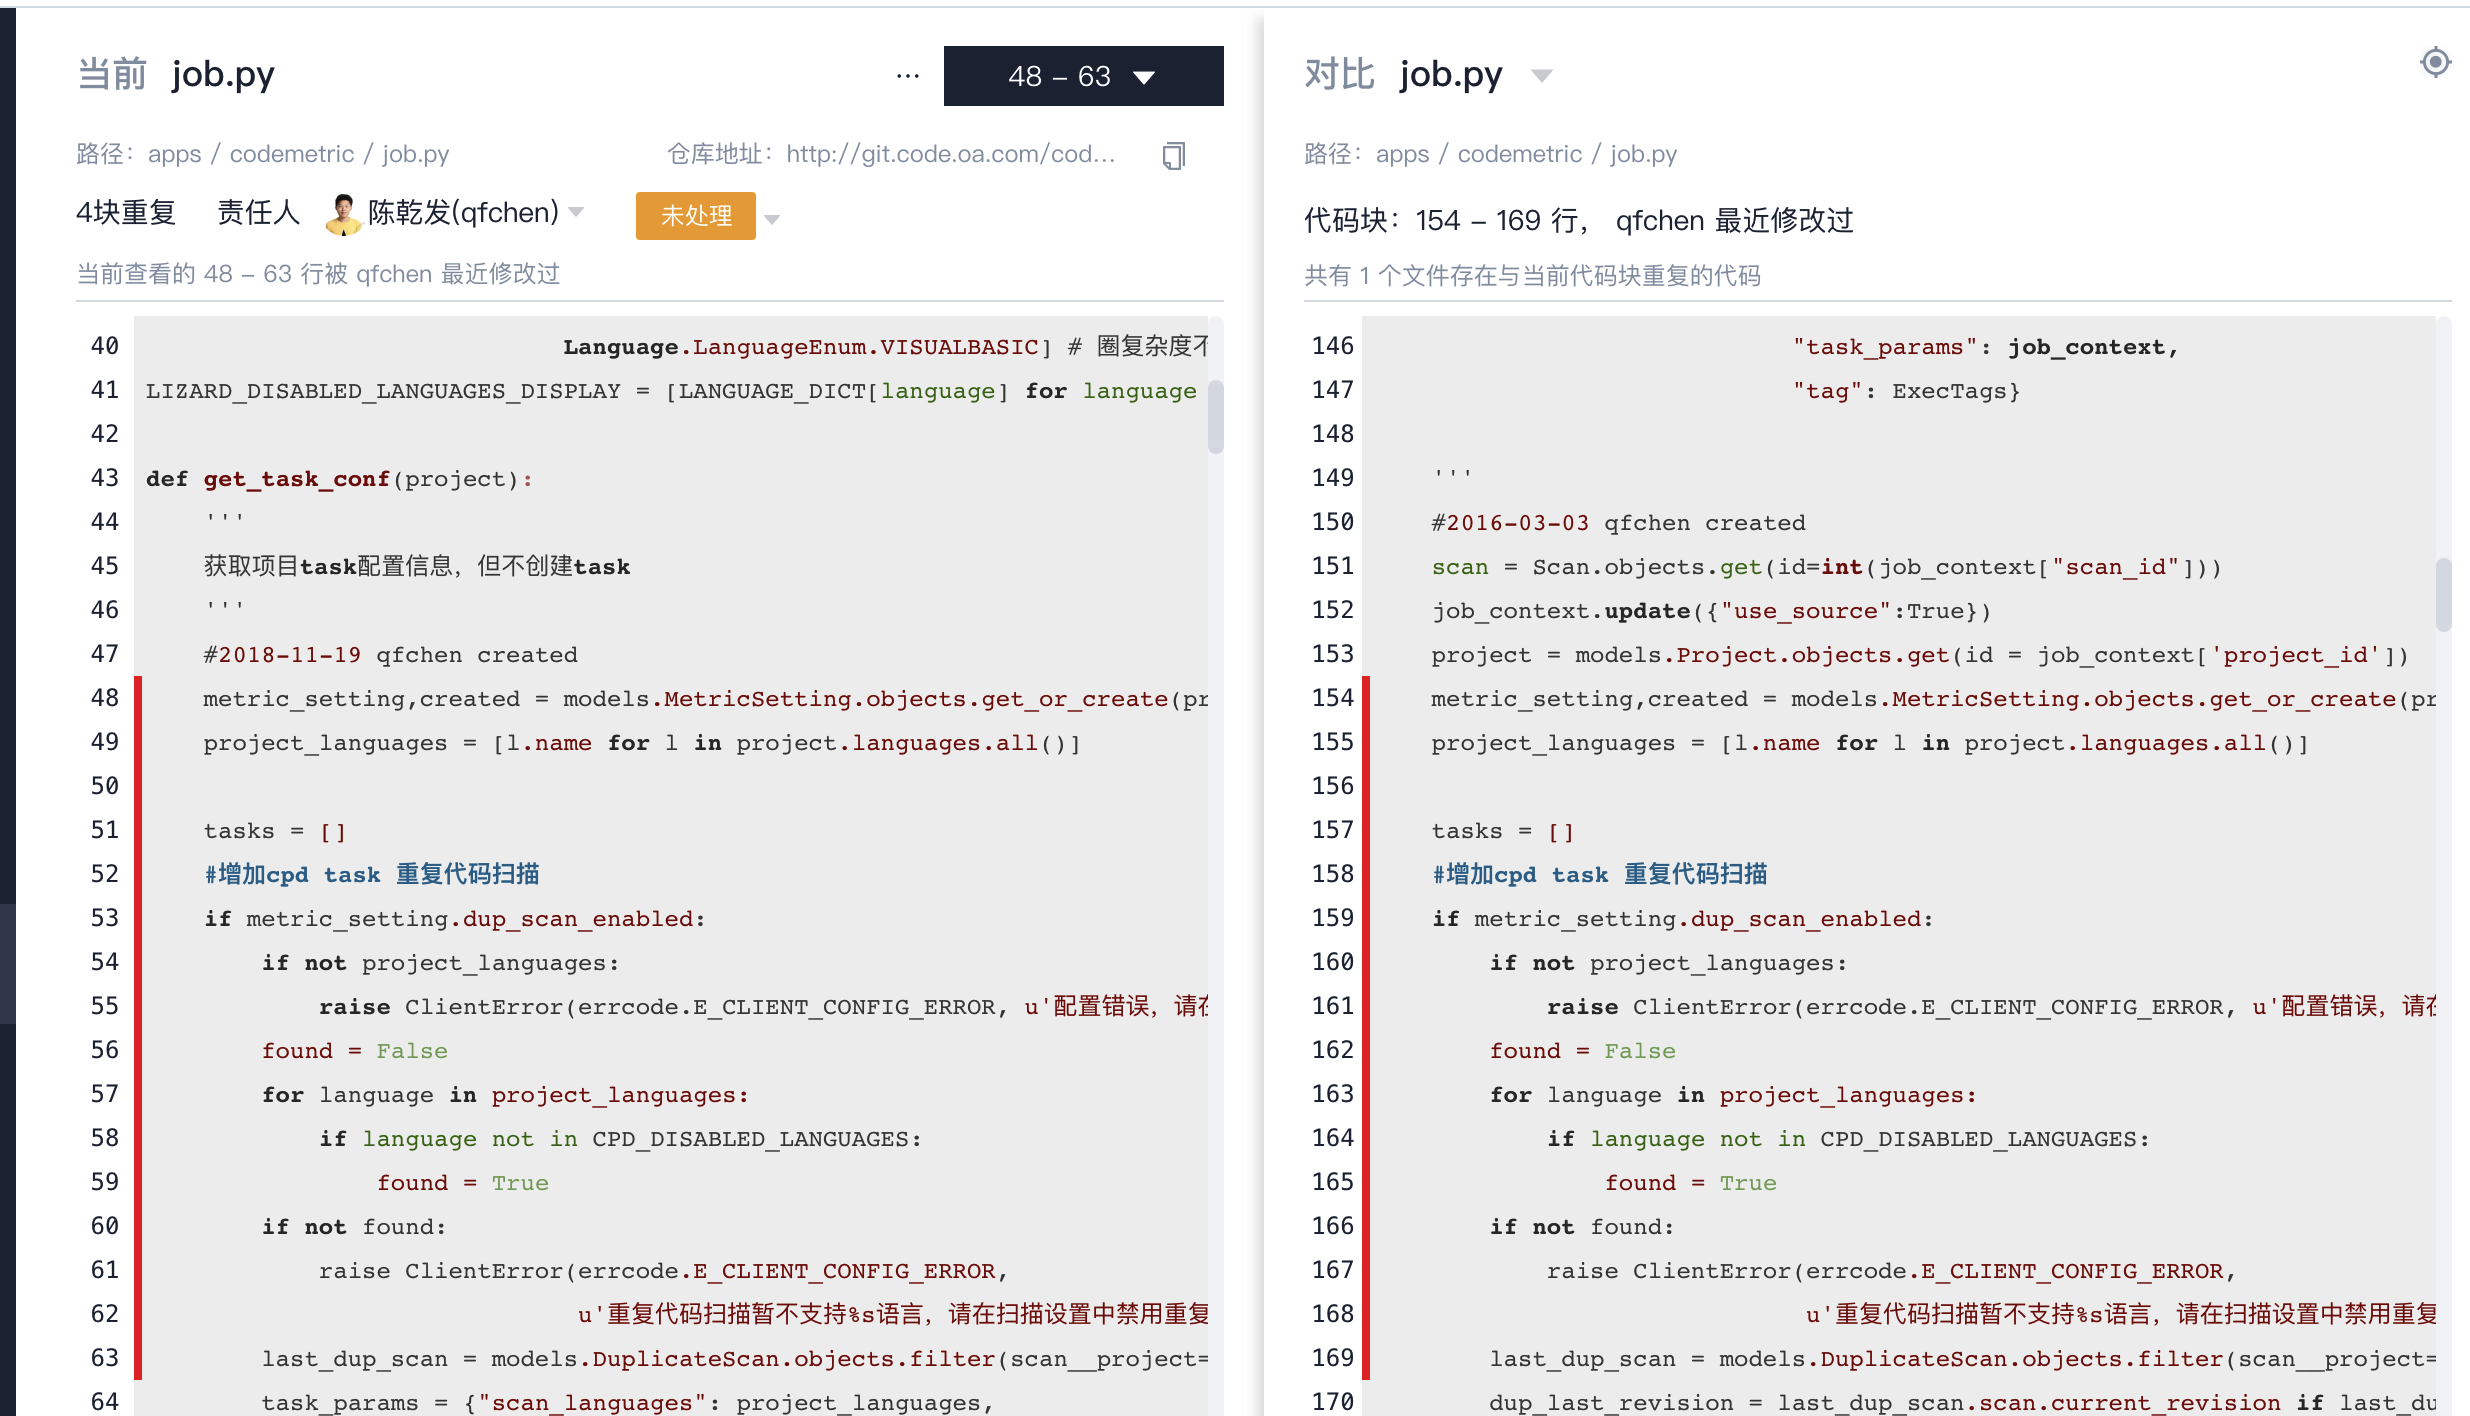 当前 job.py
... 48 – 63
路径：apps / codemetric / job.py
仓库地址：http://git.code.oa.com/cod...
4块重复 责任人 陈乾发(qfchen) 未处理
当前查看的 48 – 63 行被 qfchen 最近修改过
40 Language.LanguageEnum.VISUALBASIC] # 圈复杂度不
41 LIZARD_DISABLED_LANGUAGES_DISPLAY = [LANGUAGE_DICT[language] for language
42
43 def get_task_conf(project):
44     '''
45     获取项目task配置信息，但不创建task
46     '''
47     #2018-11-19 qfchen created
48     metric_setting,created = models.MetricSetting.objects.get_or_create(pr
49     project_languages = [l.name for l in project.languages.all()]
50
51     tasks = []
52     #增加cpd task 重复代码扫描
53     if metric_setting.dup_scan_enabled:
54         if not project_languages:
55             raise ClientError(errcode.E_CLIENT_CONFIG_ERROR, u'配置错误，请在
56         found = False
57         for language in project_languages:
58             if language not in CPD_DISABLED_LANGUAGES:
59                 found = True
60         if not found:
61             raise ClientError(errcode.E_CLIENT_CONFIG_ERROR,
62                               u'重复代码扫描暂不支持%s语言，请在扫描设置中禁用重复
63         last_dup_scan = models.DuplicateScan.objects.filter(scan__project=
64         task_params = {"scan_languages": project_languages,
对比 job.py
路径：apps / codemetric / job.py
代码块：154 – 169 行， qfchen 最近修改过
共有 1 个文件存在与当前代码块重复的代码
146 "task_params": job_context,
147 "tag": ExecTags}
148
149     '''
150     #2016-03-03 qfchen created
151     scan = Scan.objects.get(id=int(job_context["scan_id"]))
152     job_context.update({"use_source":True})
153     project = models.Project.objects.get(id = job_context['project_id'])
154     metric_setting,created = models.MetricSetting.objects.get_or_create(pr
155     project_languages = [l.name for l in project.languages.all()]
156
157     tasks = []
158     #增加cpd task 重复代码扫描
159     if metric_setting.dup_scan_enabled:
160         if not project_languages:
161             raise ClientError(errcode.E_CLIENT_CONFIG_ERROR, u'配置错误，请在
162         found = False
163         for language in project_languages:
164             if language not in CPD_DISABLED_LANGUAGES:
165                 found = True
166         if not found:
167             raise ClientError(errcode.E_CLIENT_CONFIG_ERROR,
168                               u'重复代码扫描暂不支持%s语言，请在扫描设置中禁用重复
169         last_dup_scan = models.DuplicateScan.objects.filter(scan__project=
170         dup_last_revision = last_dup_scan.scan.current_revision if last_du